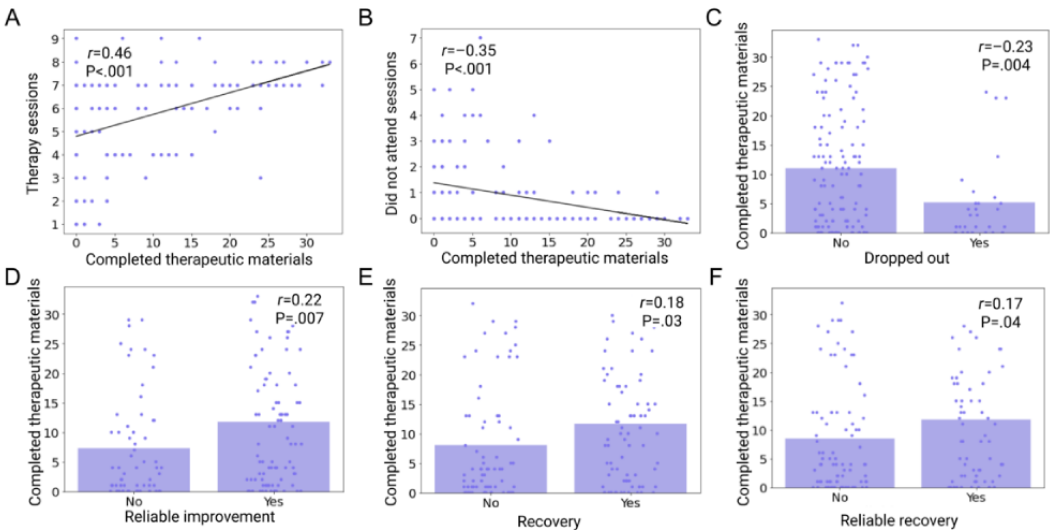 A
r=0.46
P<.001
Therapy sessions
9
8
7
6
5
4
3
2
1
0 5 10 15 20 25 30
Completed therapeutic materials
B
r=−0.35
P<.001
Did not attend sessions
7
6
5
4
3
2
1
0
0 5 10 15 20 25 30
Completed therapeutic materials
C
r=−0.23
P=.004
Completed therapeutic materials
30
25
20
15
10
5
0
No Yes
Dropped out
D
r=0.22
P=.007
Completed therapeutic materials
30
25
20
15
10
5
0
No Yes
Reliable improvement
E
r=0.18
P=.03
Completed therapeutic materials
30
25
20
15
10
5
0
No Yes
Recovery
F
r=0.17
P=.04
Completed therapeutic materials
30
25
20
15
10
5
0
No Yes
Reliable recovery